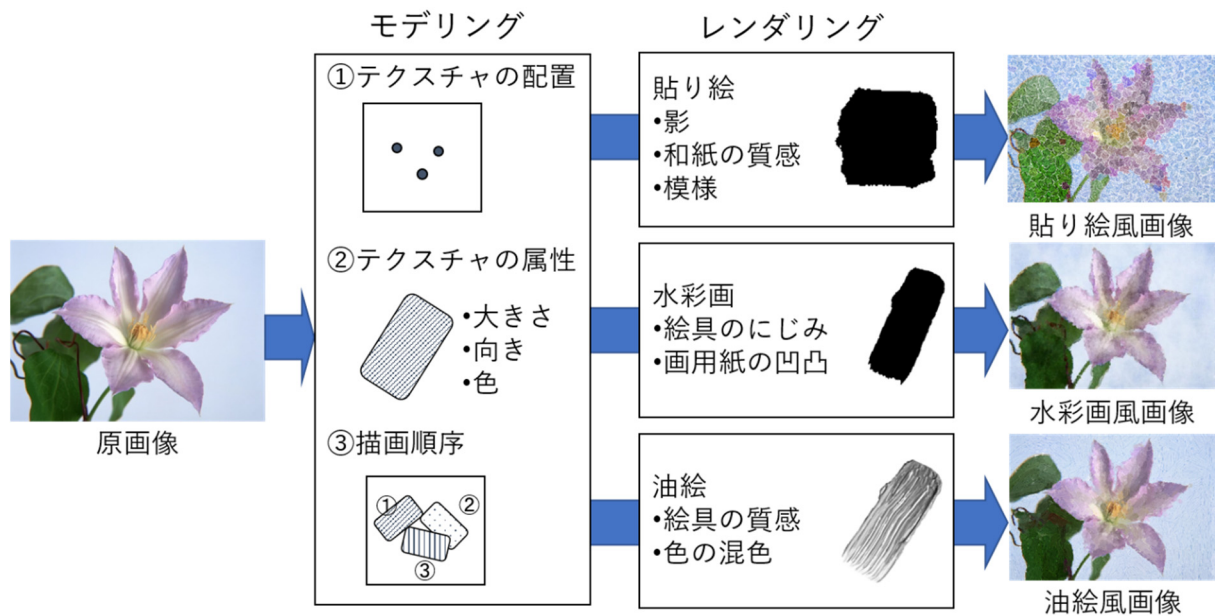 モデリング
レンダリング
①テクスチャの配置
②テクスチャの属性
•大きさ
•向き
•色
③描画順序
①
②
③
原画像
貼り絵
•影
•和紙の質感
•模様
水彩画
•絵具のにじみ
•画用紙の凹凸
油絵
•絵具の質感
•色の混色
貼り絵風画像
水彩画風画像
油絵風画像